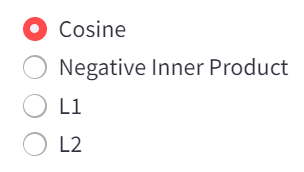 Cosine
Negative Inner Product
L1
L2